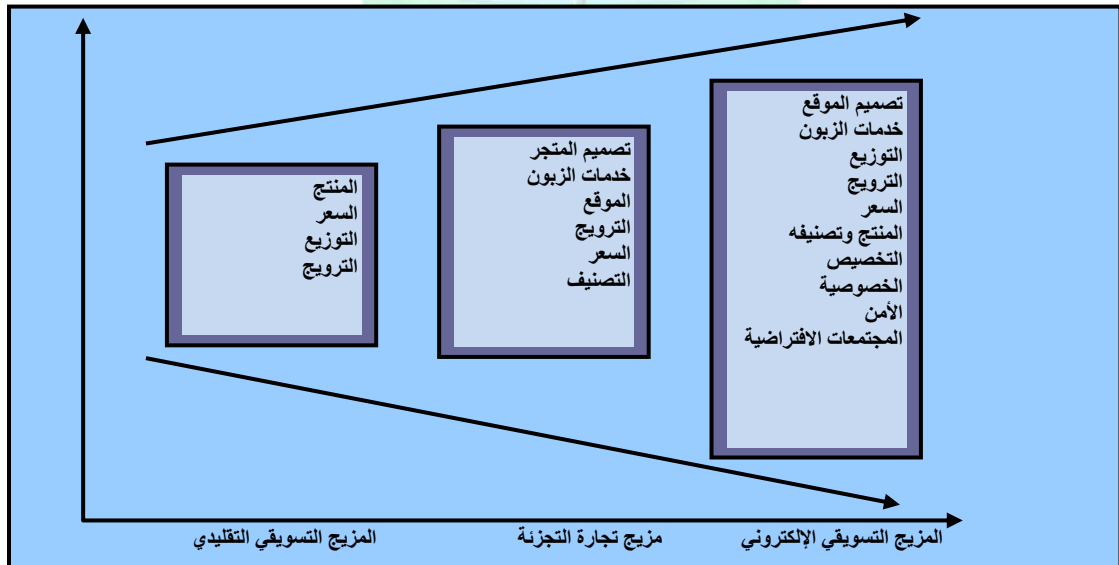 تصميم الموقع
خدمات الزبون
التوزيع
الترويج
السعر
المنتج وتصنيفه
التخصيص
الخصوصية
الأمن
المجتمعات الافتراضية
تصميم المتجر
خدمات الزبون
الموقع
الترويج
السعر
التصنيف
المنتج
السعر
التوزيع
الترويج
المزيج التسويقي الإلكتروني
مزيج تجارة التجزئة
المزيج التسويقي التقليدي